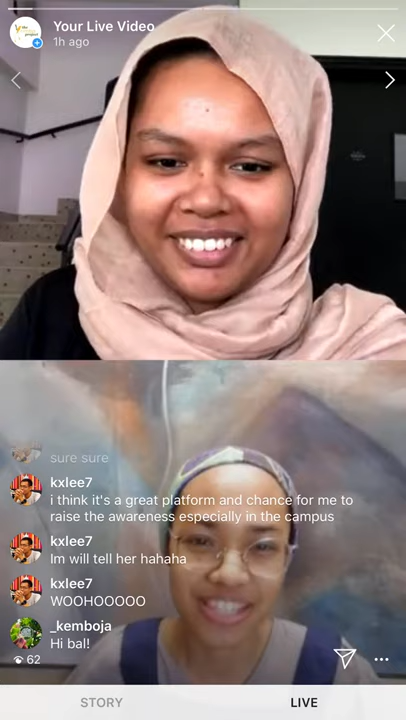 Your Live Video
1h ago
sure sure
kxlee7
i think it's a great platform and chance for me to
raise the awareness especially in the campus
kxlee7
Im will tell her hahaha
kxlee7
WOOHOOOOO
_kemboja
Hi bal!
62
STORY
LIVE